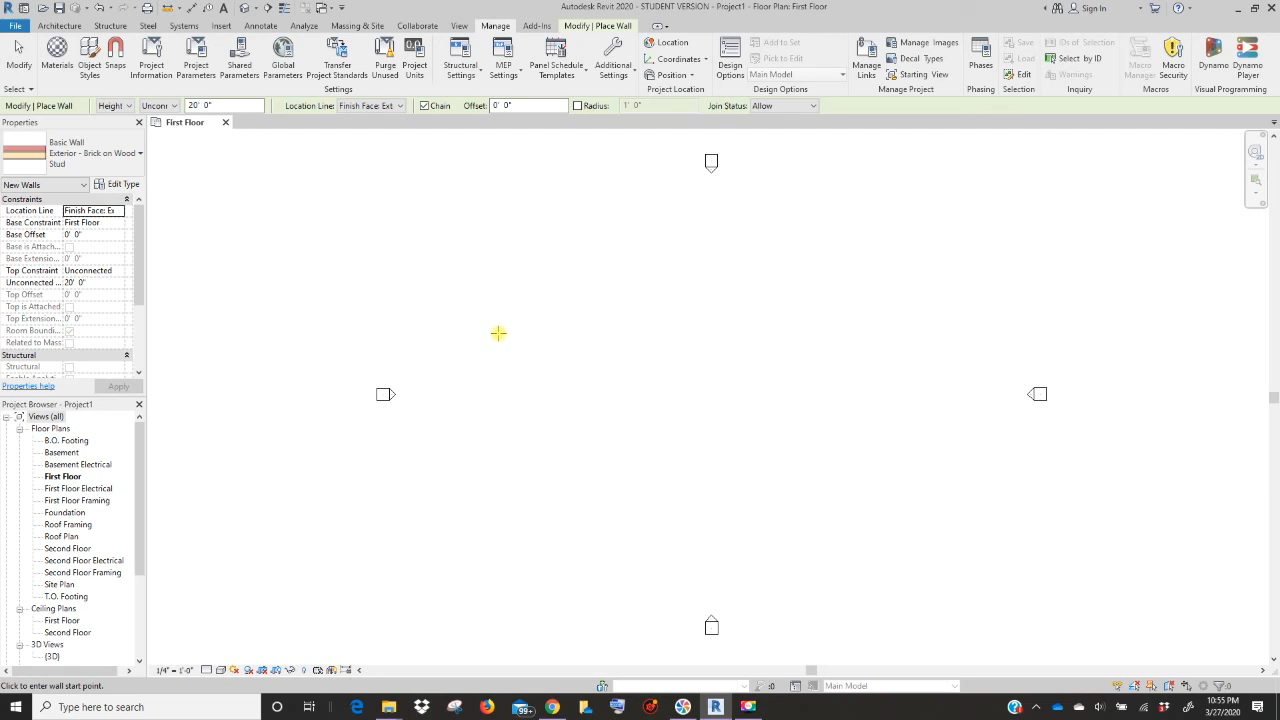 Autodesk Revit 2020 - STUDENT VERSION - Project1 - Floor Plan: First Floor
Sign In
File Architecture Structure Steel Systems Insert Annotate Analyze Massing & Site Collaborate View Manage Add-Ins Modify | Place Wall
Modify Materials Object Styles Snaps Project Information Project Parameters Shared Parameters Global Parameters Transfer Project Standards Purge Unused Project Units Structural Settings MEP Settings Panel Schedule Templates Additional Settings
Location
Coordinates
Position
Design Options
Add to Set
Pick to Edit
Main Model
Manage Links
Manage Images
Decal Types
Starting View
Phases
Save
Load
Edit
IDs of Selection
Select by ID
Warnings
Macro Manager
Macro Security
Dynamo
Dynamo Player
Select Settings Project Location Design Options Manage Project Phasing Selection Inquiry Macros Visual Programming
Modify | Place Wall Height Unconr 20' 0" Location Line: Finish Face: Ext Chain Offset: 0' 0" Radius: 1' 0" Join Status: Allow
Properties
First Floor
Basic Wall
Exterior - Brick on Wood
Stud
New Walls Edit Type
Constraints
Location Line Finish Face: Ex
Base Constraint First Floor
Base Offset 0' 0"
Base is Attach...
Base Extensio... 0' 0"
Top Constraint Unconnected
Unconnected ... 20' 0"
Top Offset 0' 0"
Top is Attached
Top Extension... 0' 0"
Room Boundi...
Related to Mass
Structural
Structural
Properties help Apply
Project Browser - Project1
Views (all)
Floor Plans
B.O. Footing
Basement
Basement Electrical
First Floor
First Floor Electrical
First Floor Framing
Foundation
Roof Framing
Roof Plan
Second Floor
Second Floor Electrical
Second Floor Framing
Site Plan
T.O. Footing
Ceiling Plans
First Floor
Second Floor
3D Views
{3D}
1/4" = 1'-0"
Click to enter wall start point.
:0
Main Model
:0
Type here to search
99+
10:55 PM
3/27/2020